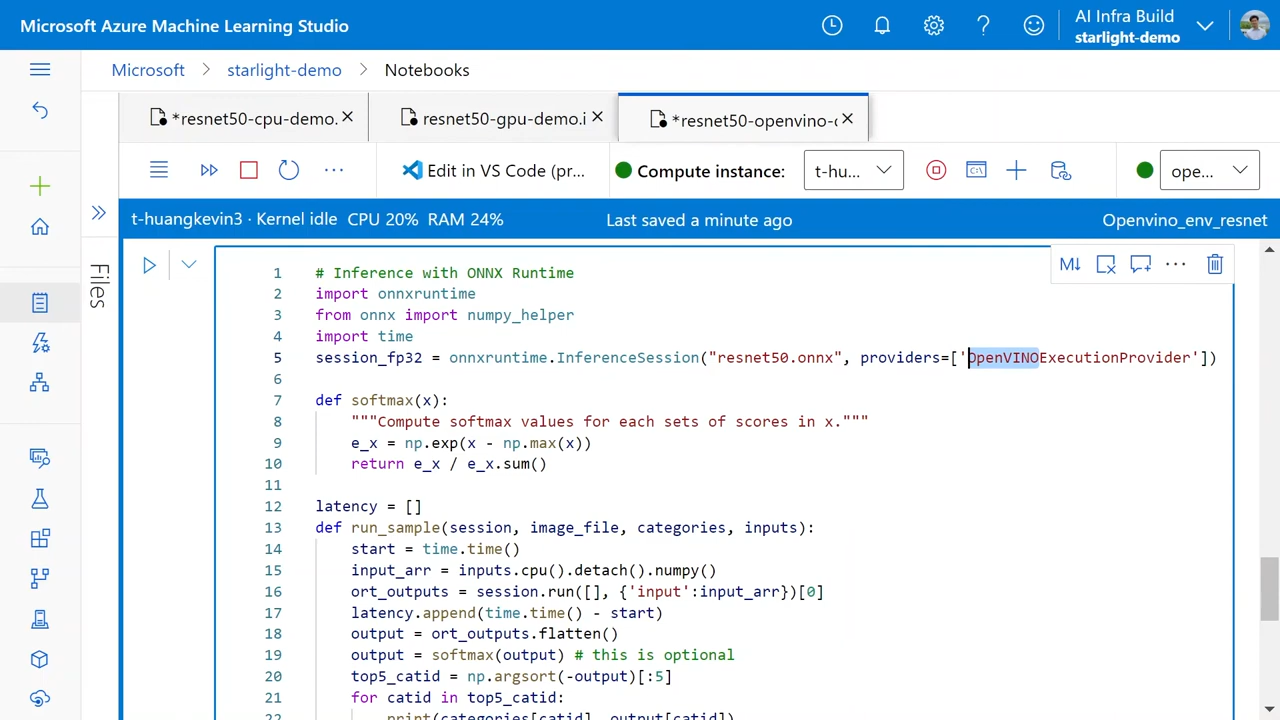 Microsoft Azure Machine Learning Studio
AI Infra Build
starlight-demo
Microsoft > starlight-demo > Notebooks
*resnet50-cpu-demo.
resnet50-gpu-demo.i
*resnet50-openvino-
Edit in VS Code (pr...
Compute instance:
t-hu...
ope...
t-huangkevin3 · Kernel idle CPU 20% RAM 24%
Last saved a minute ago
Openvino_env_resnet
Files
M↓
1 # Inference with ONNX Runtime
2 import onnxruntime
3 from onnx import numpy_helper
4 import time
5 session_fp32 = onnxruntime.InferenceSession("resnet50.onnx", providers=['OpenVINOExecutionProvider'])
6
7 def softmax(x):
8 """Compute softmax values for each sets of scores in x."""
9 e_x = np.exp(x - np.max(x))
10 return e_x / e_x.sum()
11
12 latency = []
13 def run_sample(session, image_file, categories, inputs):
14 start = time.time()
15 input_arr = inputs.cpu().detach().numpy()
16 ort_outputs = session.run([], {'input':input_arr})[0]
17 latency.append(time.time() - start)
18 output = ort_outputs.flatten()
19 output = softmax(output) # this is optional
20 top5_catid = np.argsort(-output)[:5]
21 for catid in top5_catid:
22 print(categories[catid], output[catid])